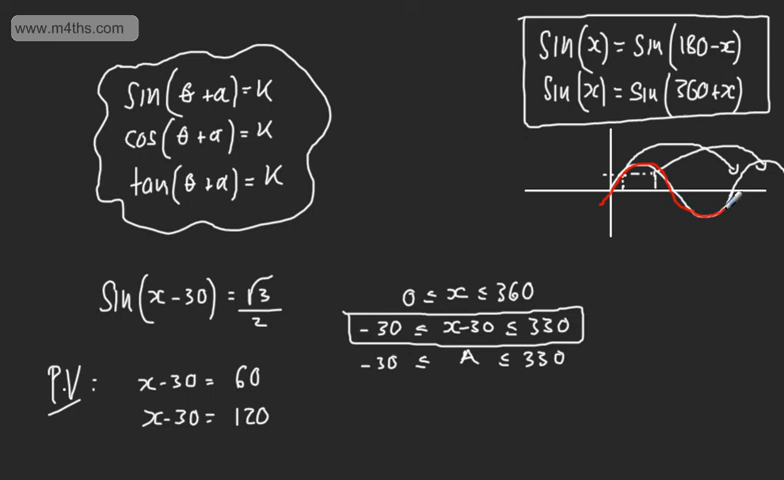 www.m4ths.com
sin(θ+a)=K
cos(θ+a)=K
tan(θ+a)=K
Sin(x)=Sin(180-x)
Sin(x)=Sin(360+x)
Sin(x-30)=√3/2
0≤x≤360
-30≤x-30≤330
-30≤A≤330
P.V: x-30=60
x-30=120